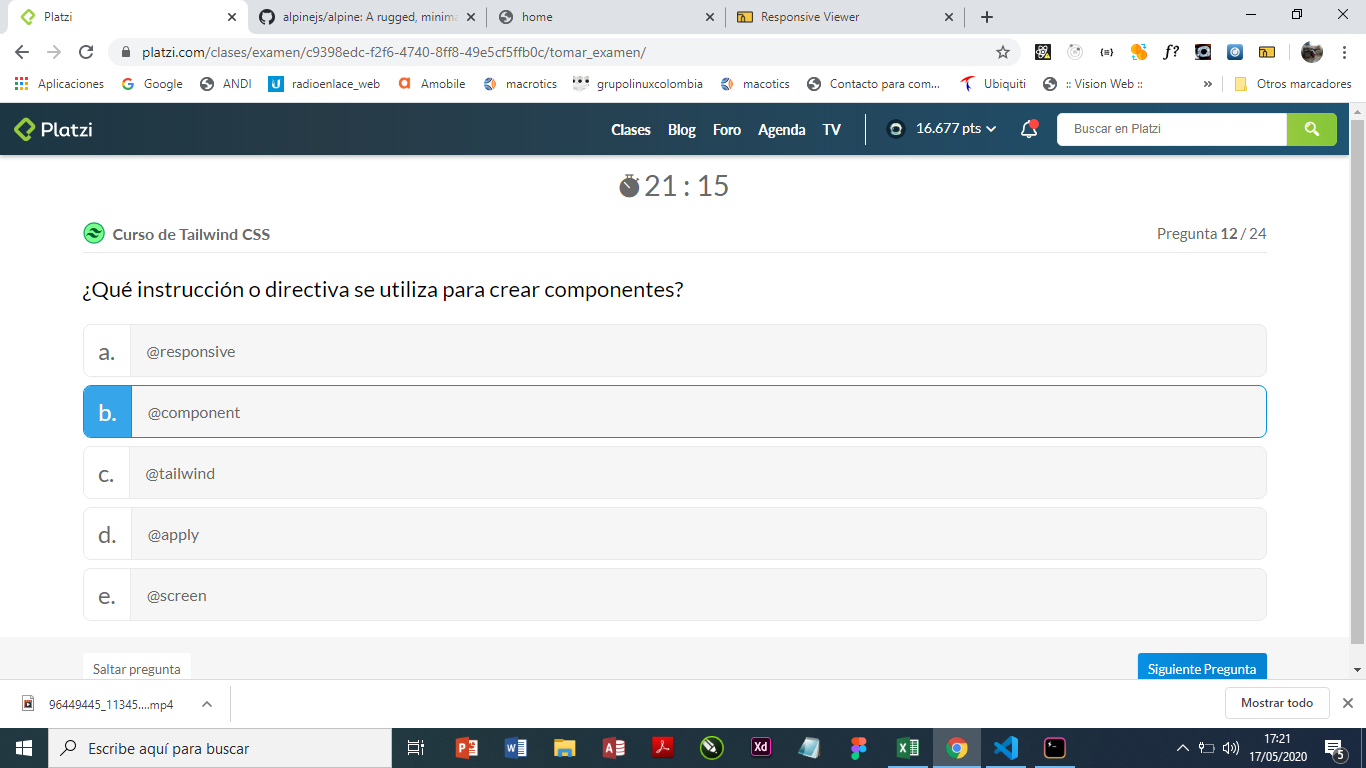 Platzi
alpinejs/alpine: A rugged, minima
home
Responsive Viewer
platzi.com/clases/examen/c9398edc-f2f6-4740-8ff8-49e5cf5ffb0c/tomar_examen/
Aplicaciones
Google
ANDI
radioenlace_web
Amobile
macrotics
grupolinuxcolombia
macotics
Contacto para com...
Ubiquiti
:: Vision Web ::
»
Otros marcadores
Platzi
Clases
Blog
Foro
Agenda
TV
16.677 pts
Buscar en Platzi
21 : 15
Curso de Tailwind CSS
Pregunta 12 / 24
¿Qué instrucción o directiva se utiliza para crear componentes?
a. @responsive
b. @component
c. @tailwind
d. @apply
e. @screen
Saltar pregunta
Siguiente Pregunta
96449445_11345....mp4
Mostrar todo
Escribe aquí para buscar
17:21
17/05/2020
5